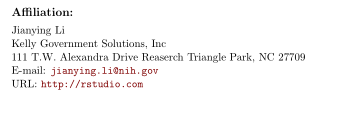 Affiliation:
Jianying Li
Kelly Government Solutions, Inc
111 T.W. Alexandra Drive Reaserch Triangle Park, NC 27709
E-mail: jianying.li@nih.gov
URL: http://rstudio.com